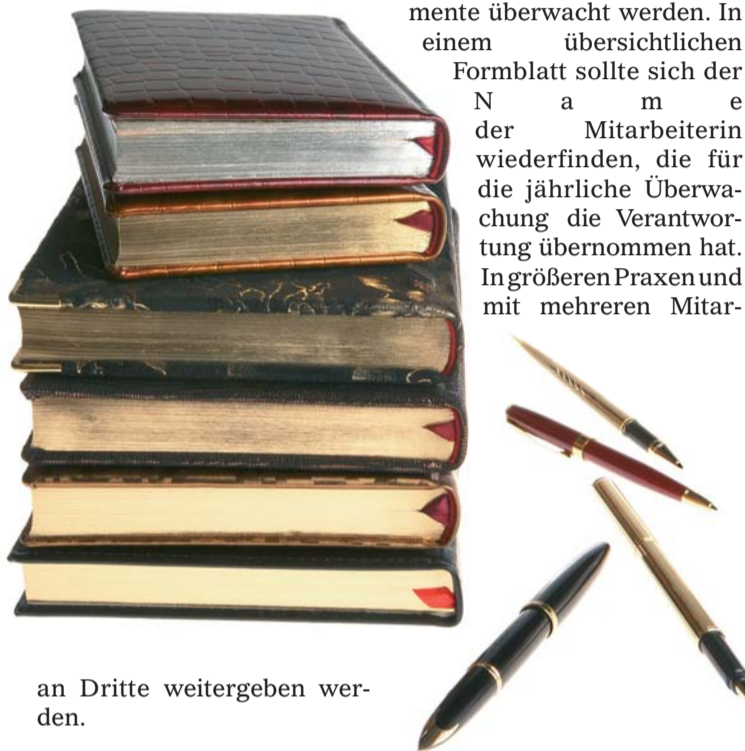 mente überwacht werden. In
einem übersichtlichen
Formblatt sollte sich der
N a m e
der Mitarbeiterin
wiederfinden, die für
die jährliche Überwa-
chung die Verantwor-
tung übernommen hat.
In größeren Praxen und
mit mehreren Mitar-
an Dritte weitergeben wer-
den.